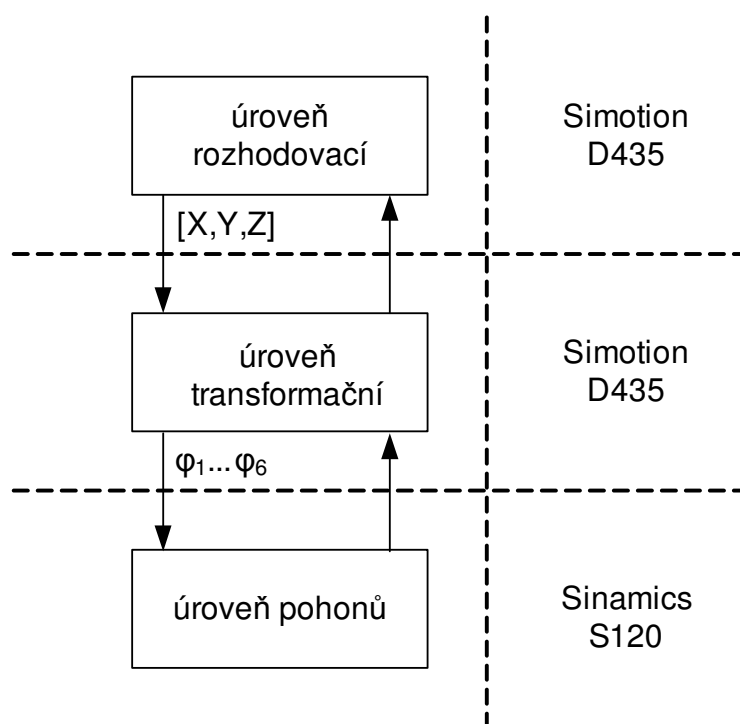 úroveň
rozhodovací
Simotion
D435
[X,Y,Z]
úroveň
transformační
Simotion
D435
φ₁...φ₆
úroveň pohonů
Sinamics
S120